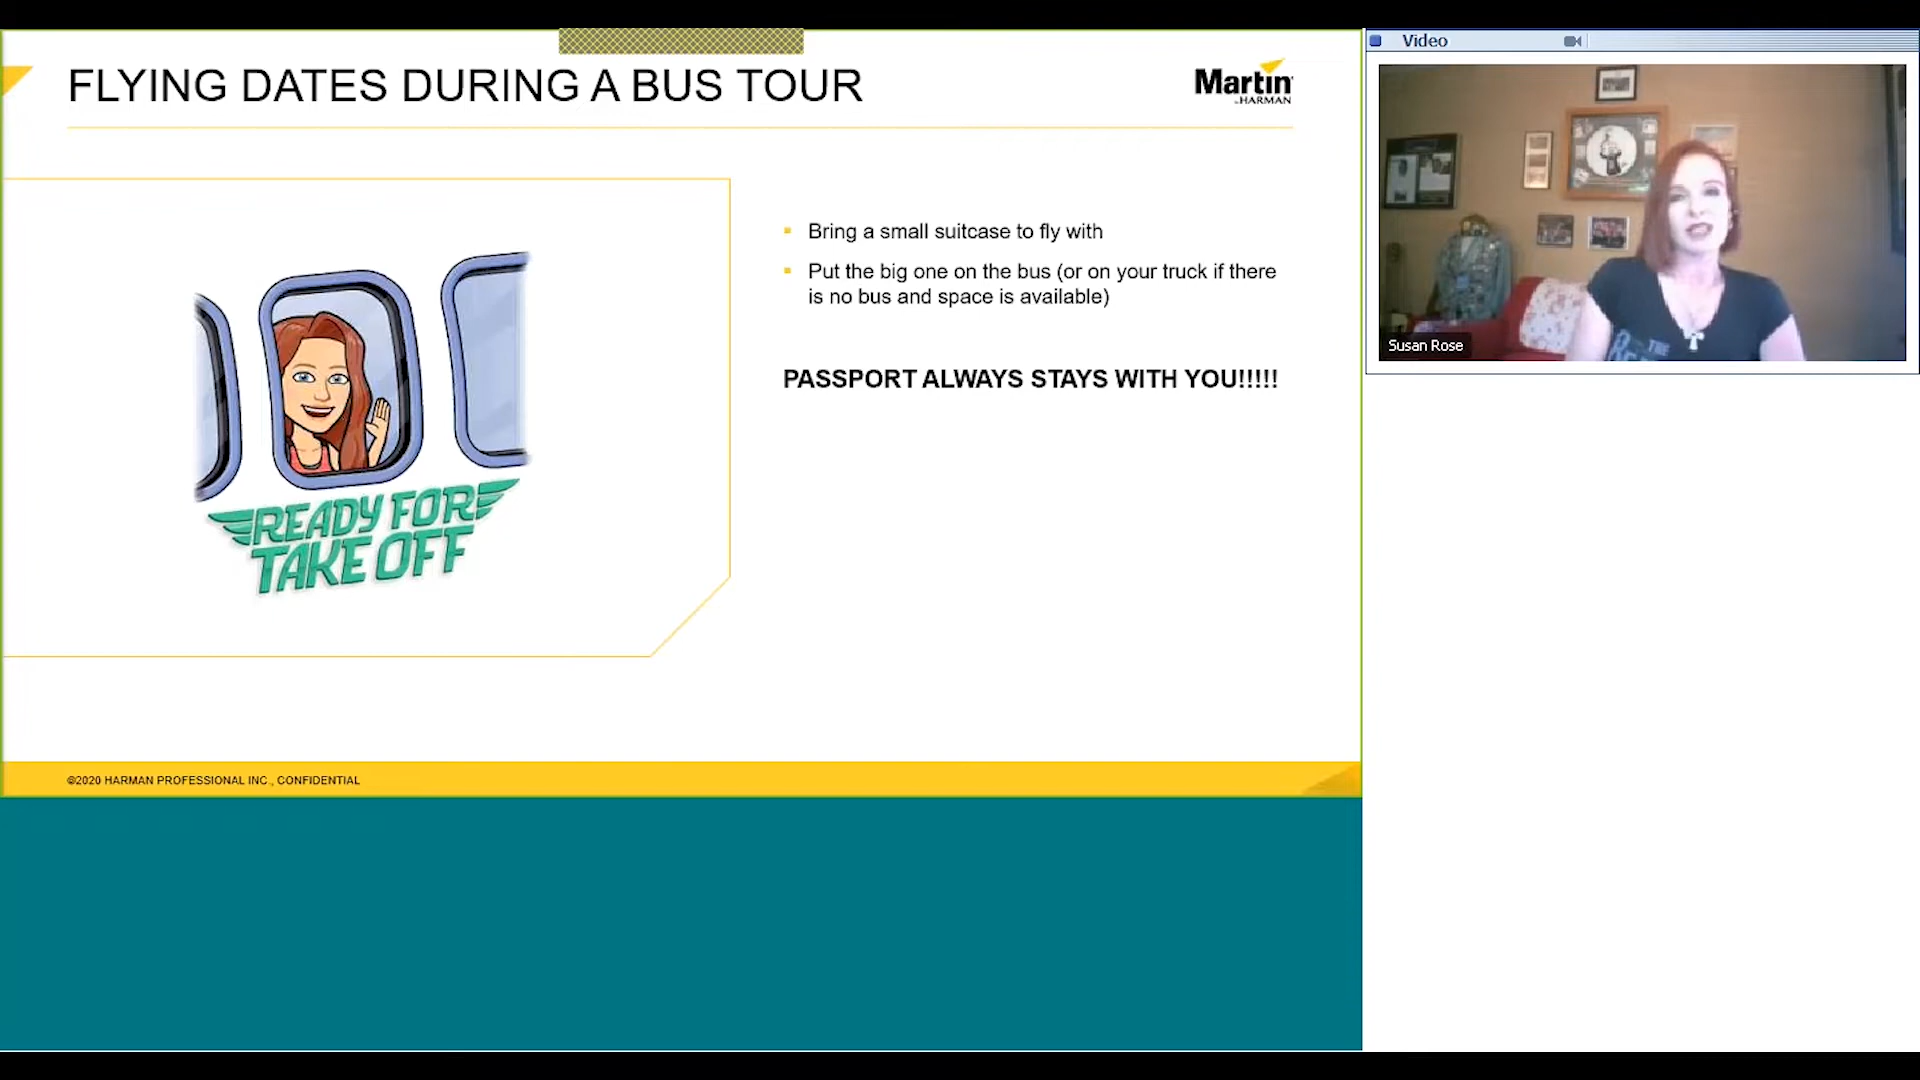 FLYING DATES DURING A BUS TOUR
Martin
by HARMAN
Bring a small suitcase to fly with
Put the big one on the bus (or on your truck if there
is no bus and space is available)
PASSPORT ALWAYS STAYS WITH YOU!!!!!
READY FOR
TAKE OFF
©2020 HARMAN PROFESSIONAL INC., CONFIDENTIAL
Video
Susan Rose
THE